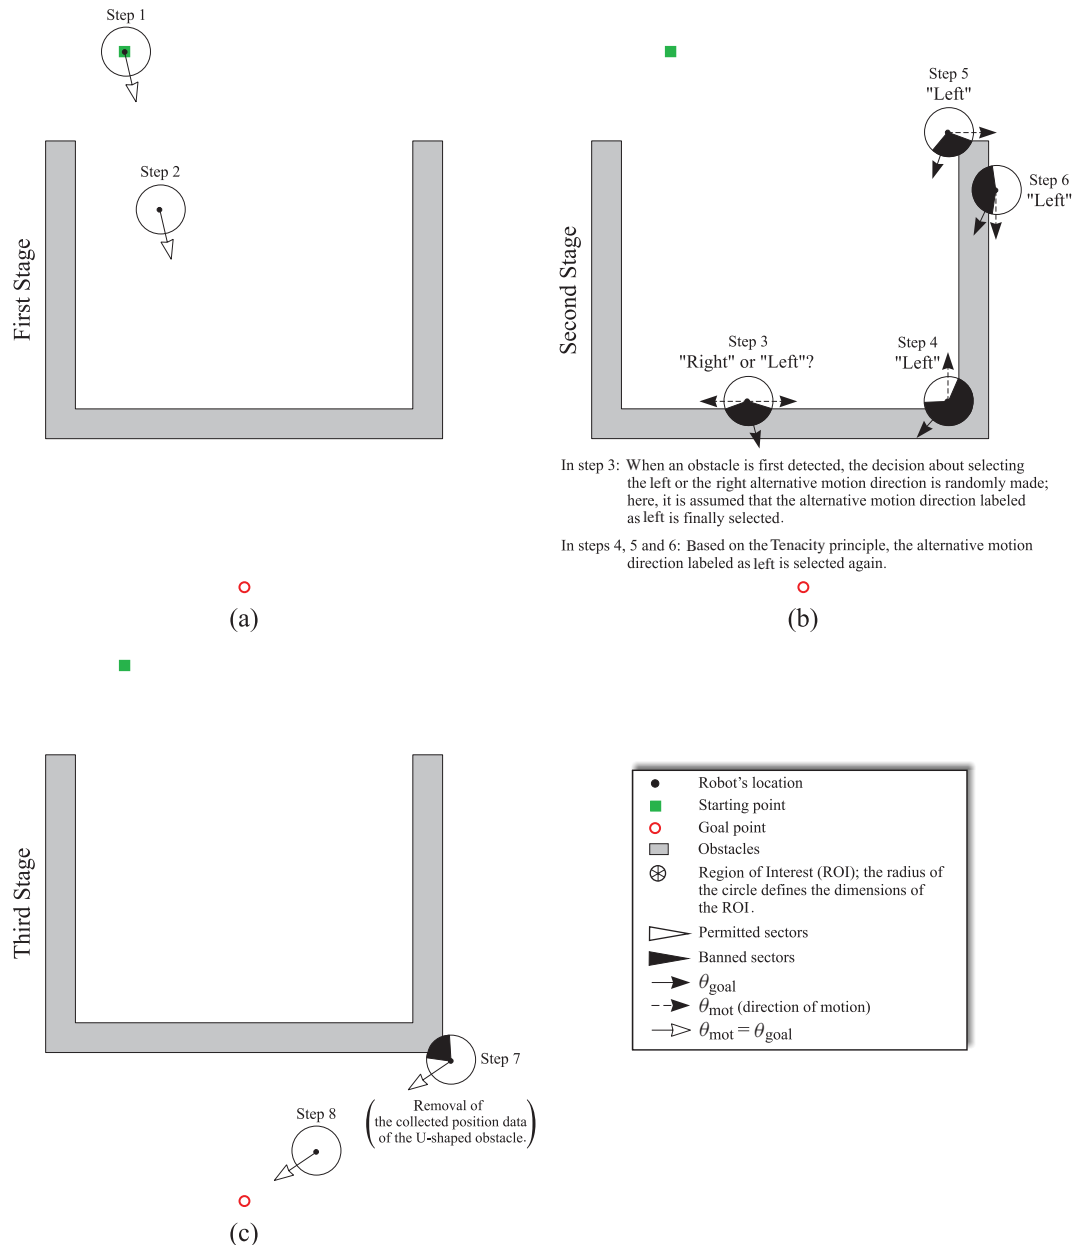 Step 1
Step 2
First Stage
(a)
Second Stage
Step 5
"Left"
Step 6
"Left"
Step 3
"Right" or "Left"?
Step 4
"Left"
In step 3: When an obstacle is first detected, the decision about selecting
the left or the right alternative motion direction is randomly made;
here, it is assumed that the alternative motion direction labeled
as left is finally selected.
In steps 4, 5 and 6: Based on the Tenacity principle, the alternative motion
direction labeled as left is selected again.
(b)
Third Stage
Step 7
(Removal of
the collected position data
of the U-shaped obstacle.)
Step 8
(c)
Robot's location
Starting point
Goal point
Obstacles
Region of Interest (ROI); the radius of
the circle defines the dimensions of
the ROI.
Permitted sectors
Banned sectors
θgoal
θmot (direction of motion)
θmot = θgoal